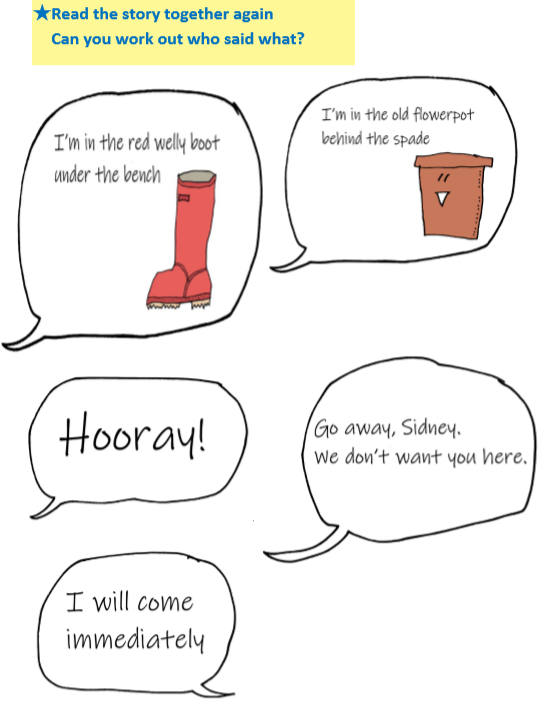 ★Read the story together again
Can you work out who said what?
I'm in the red welly boot
under the bench
I'm in the old flowerpot
behind the spade
Hooray!
Go away, Sidney.
We don't want you here.
I will come
immediately